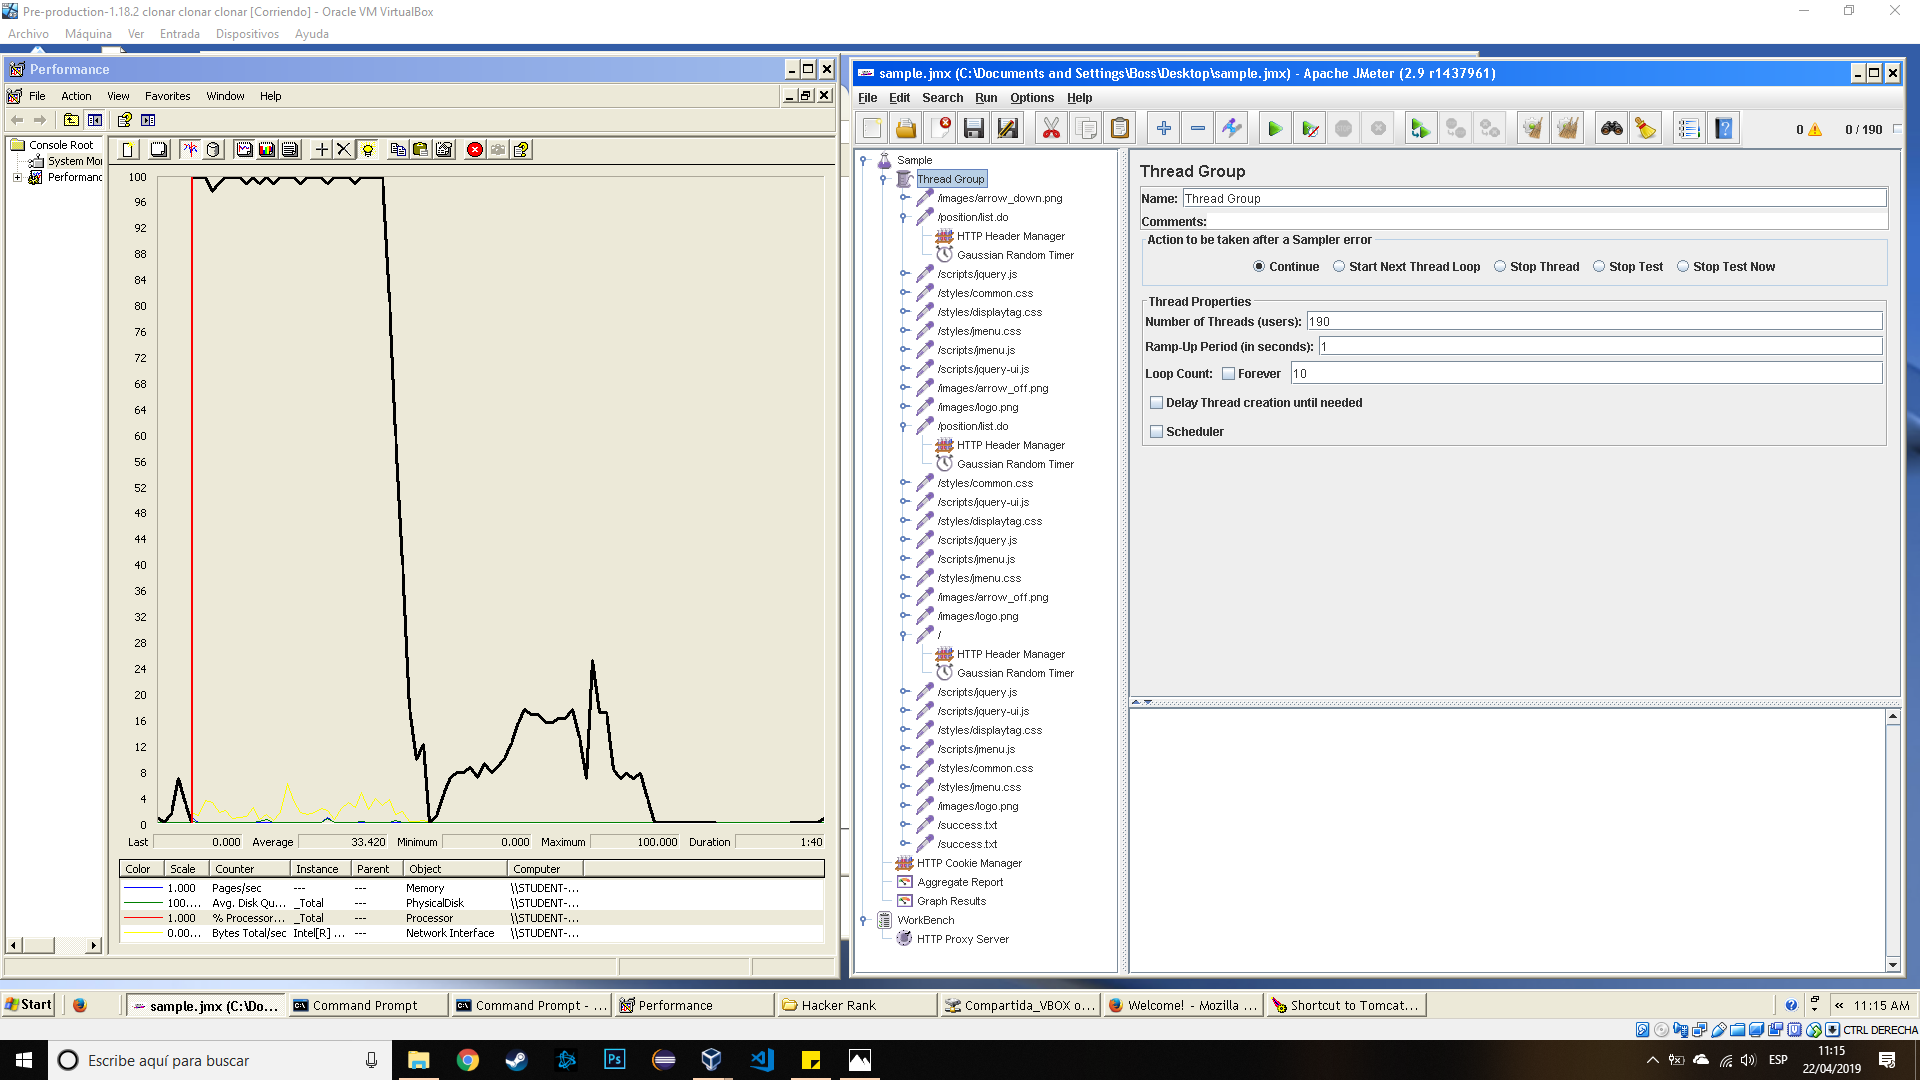 Pre-production-1.18.2 clonar clonar clonar [Corriendo] - Oracle VM VirtualBox
Archivo Máquina Ver Entrada Dispositivos Ayuda
Performance
File Action View Favorites Window Help
Console Root
System Mo
Performanc
100
96
92
88
84
80
76
72
68
64
60
56
52
48
44
40
36
32
28
24
20
16
12
8
4
0
Last 0.000 Average 33.420 Minimum 0.000 Maximum 100.000 Duration 1:40
Color Scale Counter Instance Parent Object Computer
1.000 Pages/sec --- --- Memory \\STUDENT-...
100.... Avg. Disk Qu... _Total --- PhysicalDisk \\STUDENT-...
1.000 % Processor... _Total --- Processor \\STUDENT-...
0.00... Bytes Total/sec Intel[R] ... --- Network Interface \\STUDENT-...
sample.jmx (C:\Documents and Settings\Boss\Desktop\sample.jmx) - Apache JMeter (2.9 r1437961)
File Edit Search Run Options Help
0 0 / 190
Sample
Thread Group
/images/arrow_down.png
/position/list.do
HTTP Header Manager
Gaussian Random Timer
/scripts/jquery.js
/styles/common.css
/styles/displaytag.css
/styles/jmenu.css
/scripts/jmenu.js
/scripts/jquery-ui.js
/images/arrow_off.png
/images/logo.png
/position/list.do
HTTP Header Manager
Gaussian Random Timer
/styles/common.css
/scripts/jquery-ui.js
/styles/displaytag.css
/scripts/jquery.js
/scripts/jmenu.js
/styles/jmenu.css
/images/arrow_off.png
/images/logo.png
/
HTTP Header Manager
Gaussian Random Timer
/scripts/jquery.js
/scripts/jquery-ui.js
/styles/displaytag.css
/scripts/jmenu.js
/styles/common.css
/styles/jmenu.css
/images/logo.png
/success.txt
/success.txt
HTTP Cookie Manager
Aggregate Report
Graph Results
WorkBench
HTTP Proxy Server
Thread Group
Name: Thread Group
Comments:
Action to be taken after a Sampler error
Continue Start Next Thread Loop Stop Thread Stop Test Stop Test Now
Thread Properties
Number of Threads (users): 190
Ramp-Up Period (in seconds): 1
Loop Count: Forever 10
Delay Thread creation until needed
Scheduler
Start sample.jmx (C:\Do... Command Prompt Command Prompt - ... Performance Hacker Rank Compartida_VBOX o... Welcome! - Mozilla ... Shortcut to Tomcat... « 11:15 AM
CTRL DERECHA
Escribe aquí para buscar Ps ESP 11:15
22/04/2019